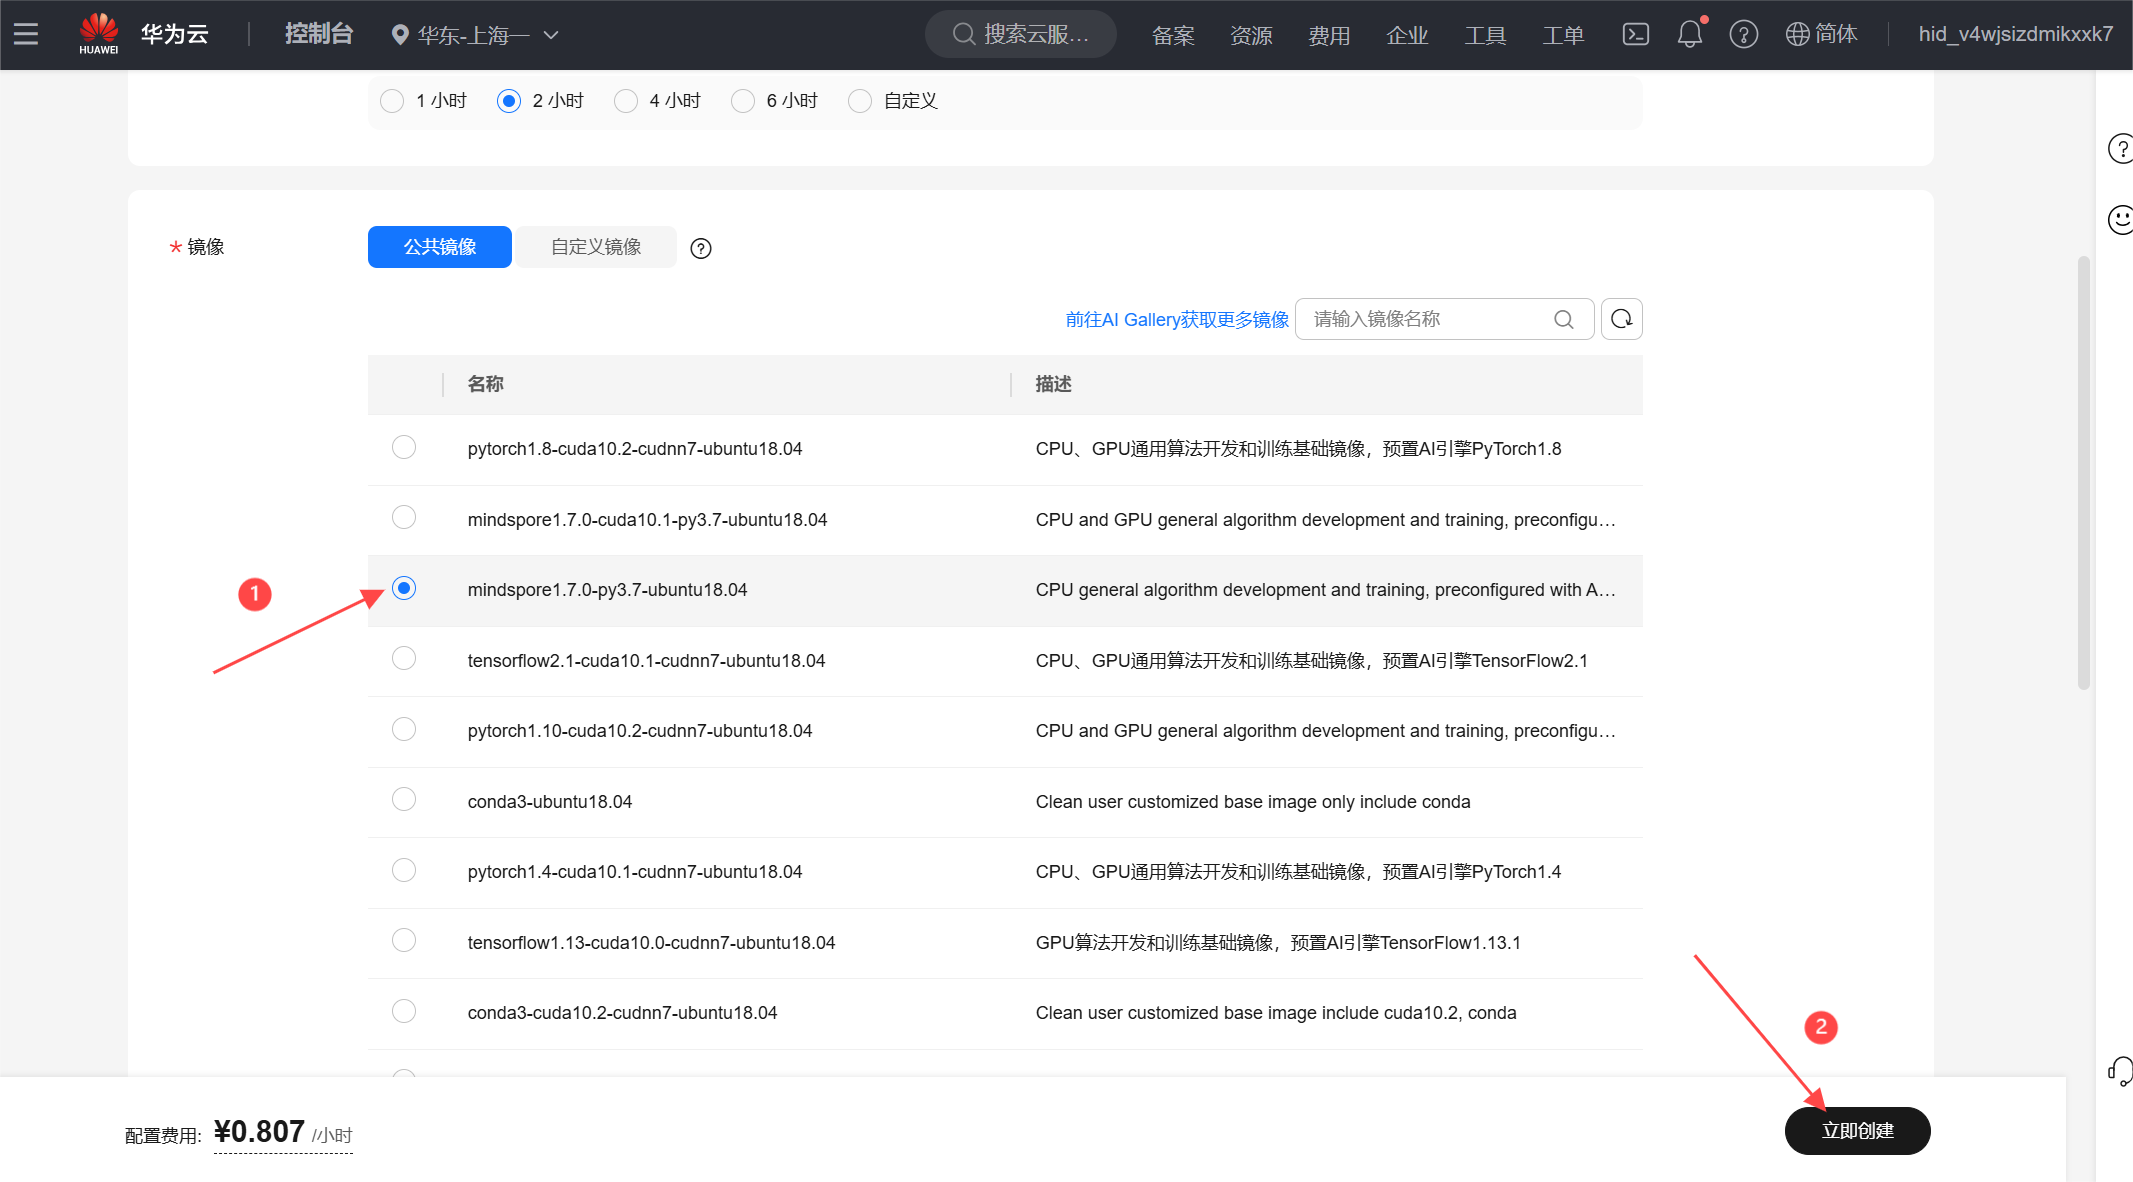 HUAWEI 华为云 控制台 华东-上海一 搜索云服... 备案 资源 费用 企业 工具 工单 简体 hid_v4wjsizdmikxxk7
1 小时 2 小时 4 小时 6 小时 自定义
* 镜像 公共镜像 自定义镜像
前往AI Gallery获取更多镜像 请输入镜像名称
名称 描述
pytorch1.8-cuda10.2-cudnn7-ubuntu18.04 CPU、GPU通用算法开发和训练基础镜像，预置AI引擎PyTorch1.8
mindspore1.7.0-cuda10.1-py3.7-ubuntu18.04 CPU and GPU general algorithm development and training, preconfigu...
1 mindspore1.7.0-py3.7-ubuntu18.04 CPU general algorithm development and training, preconfigured with A...
tensorflow2.1-cuda10.1-cudnn7-ubuntu18.04 CPU、GPU通用算法开发和训练基础镜像，预置AI引擎TensorFlow2.1
pytorch1.10-cuda10.2-cudnn7-ubuntu18.04 CPU and GPU general algorithm development and training, preconfigu...
conda3-ubuntu18.04 Clean user customized base image only include conda
pytorch1.4-cuda10.1-cudnn7-ubuntu18.04 CPU、GPU通用算法开发和训练基础镜像，预置AI引擎PyTorch1.4
tensorflow1.13-cuda10.0-cudnn7-ubuntu18.04 GPU算法开发和训练基础镜像，预置AI引擎TensorFlow1.13.1
conda3-cuda10.2-cudnn7-ubuntu18.04 Clean user customized base image include cuda10.2, conda
2
配置费用: ¥0.807 /小时 立即创建